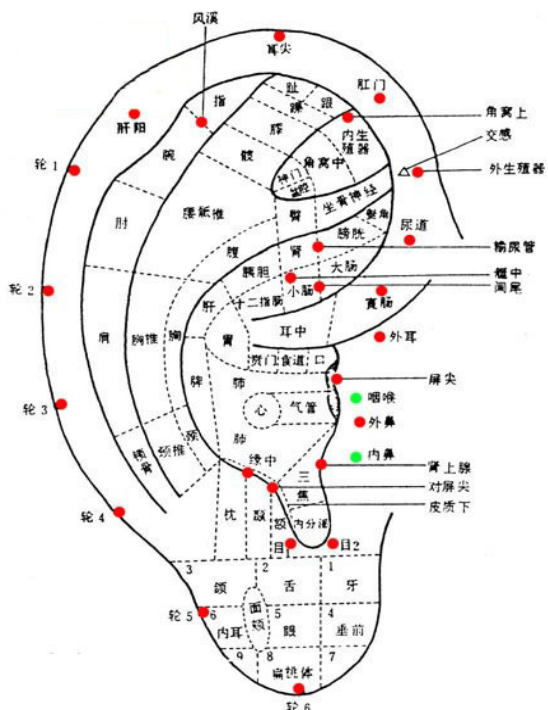 风溪
耳尖
肛门
趾
指
踝
跟
角窝上
肝阳
膝
内生殖器
交感
腕
髋
角窝中
轮1
神门
外生殖器
盆腔
坐骨神经
肘
腰骶椎
臀
艇角
尿道
腹
膀胱
肾
输尿管
胰胆
大肠
艇中
轮2
肝
十二指肠
小肠
阑尾
直肠
胸
耳中
外耳
肩
胸椎
胃
贲门
食道
口
脾
肺
屏尖
咽喉
轮3
心
气管
外鼻
颈
肺
锁骨
颈椎
缘中
内鼻
三焦
肾上腺
对屏尖
枕
颞
额
皮质下
轮4
内分泌
目1
目2
3
2
1
颌
舌
牙
轮5
6
面颊
5
4
内耳
眼
垂前
9
8
7
扁桃体
轮6